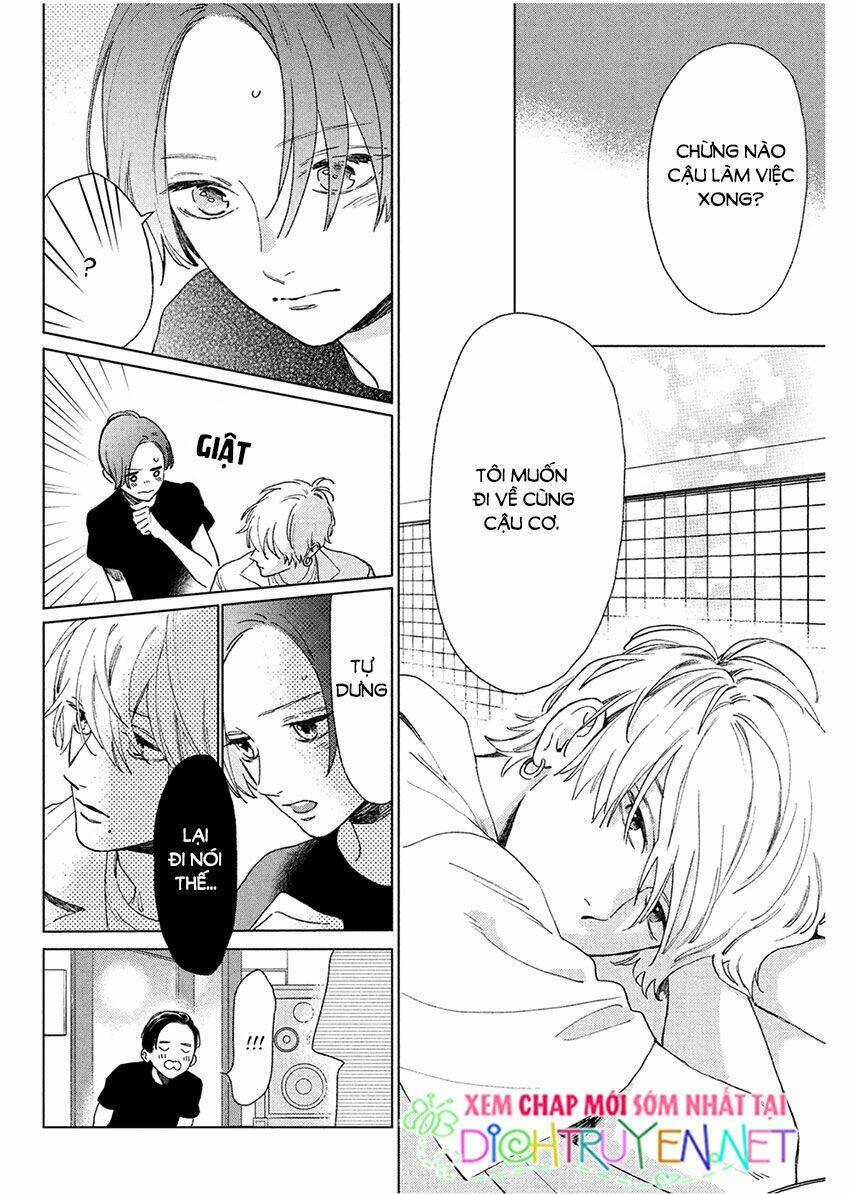 CHỪNG NÀO
CẬU LÀM VIỆC
XONG?
TÔI MUỐN
ĐI VỀ CÙNG
CẬU CƠ.
?
GIẬT
TỰ
DƯNG
LẠI
ĐI NÓI
THẾ...
!!!
XEM CHAP MỚI SỚM NHẤT TẠI
DICHTRUYEN.NET